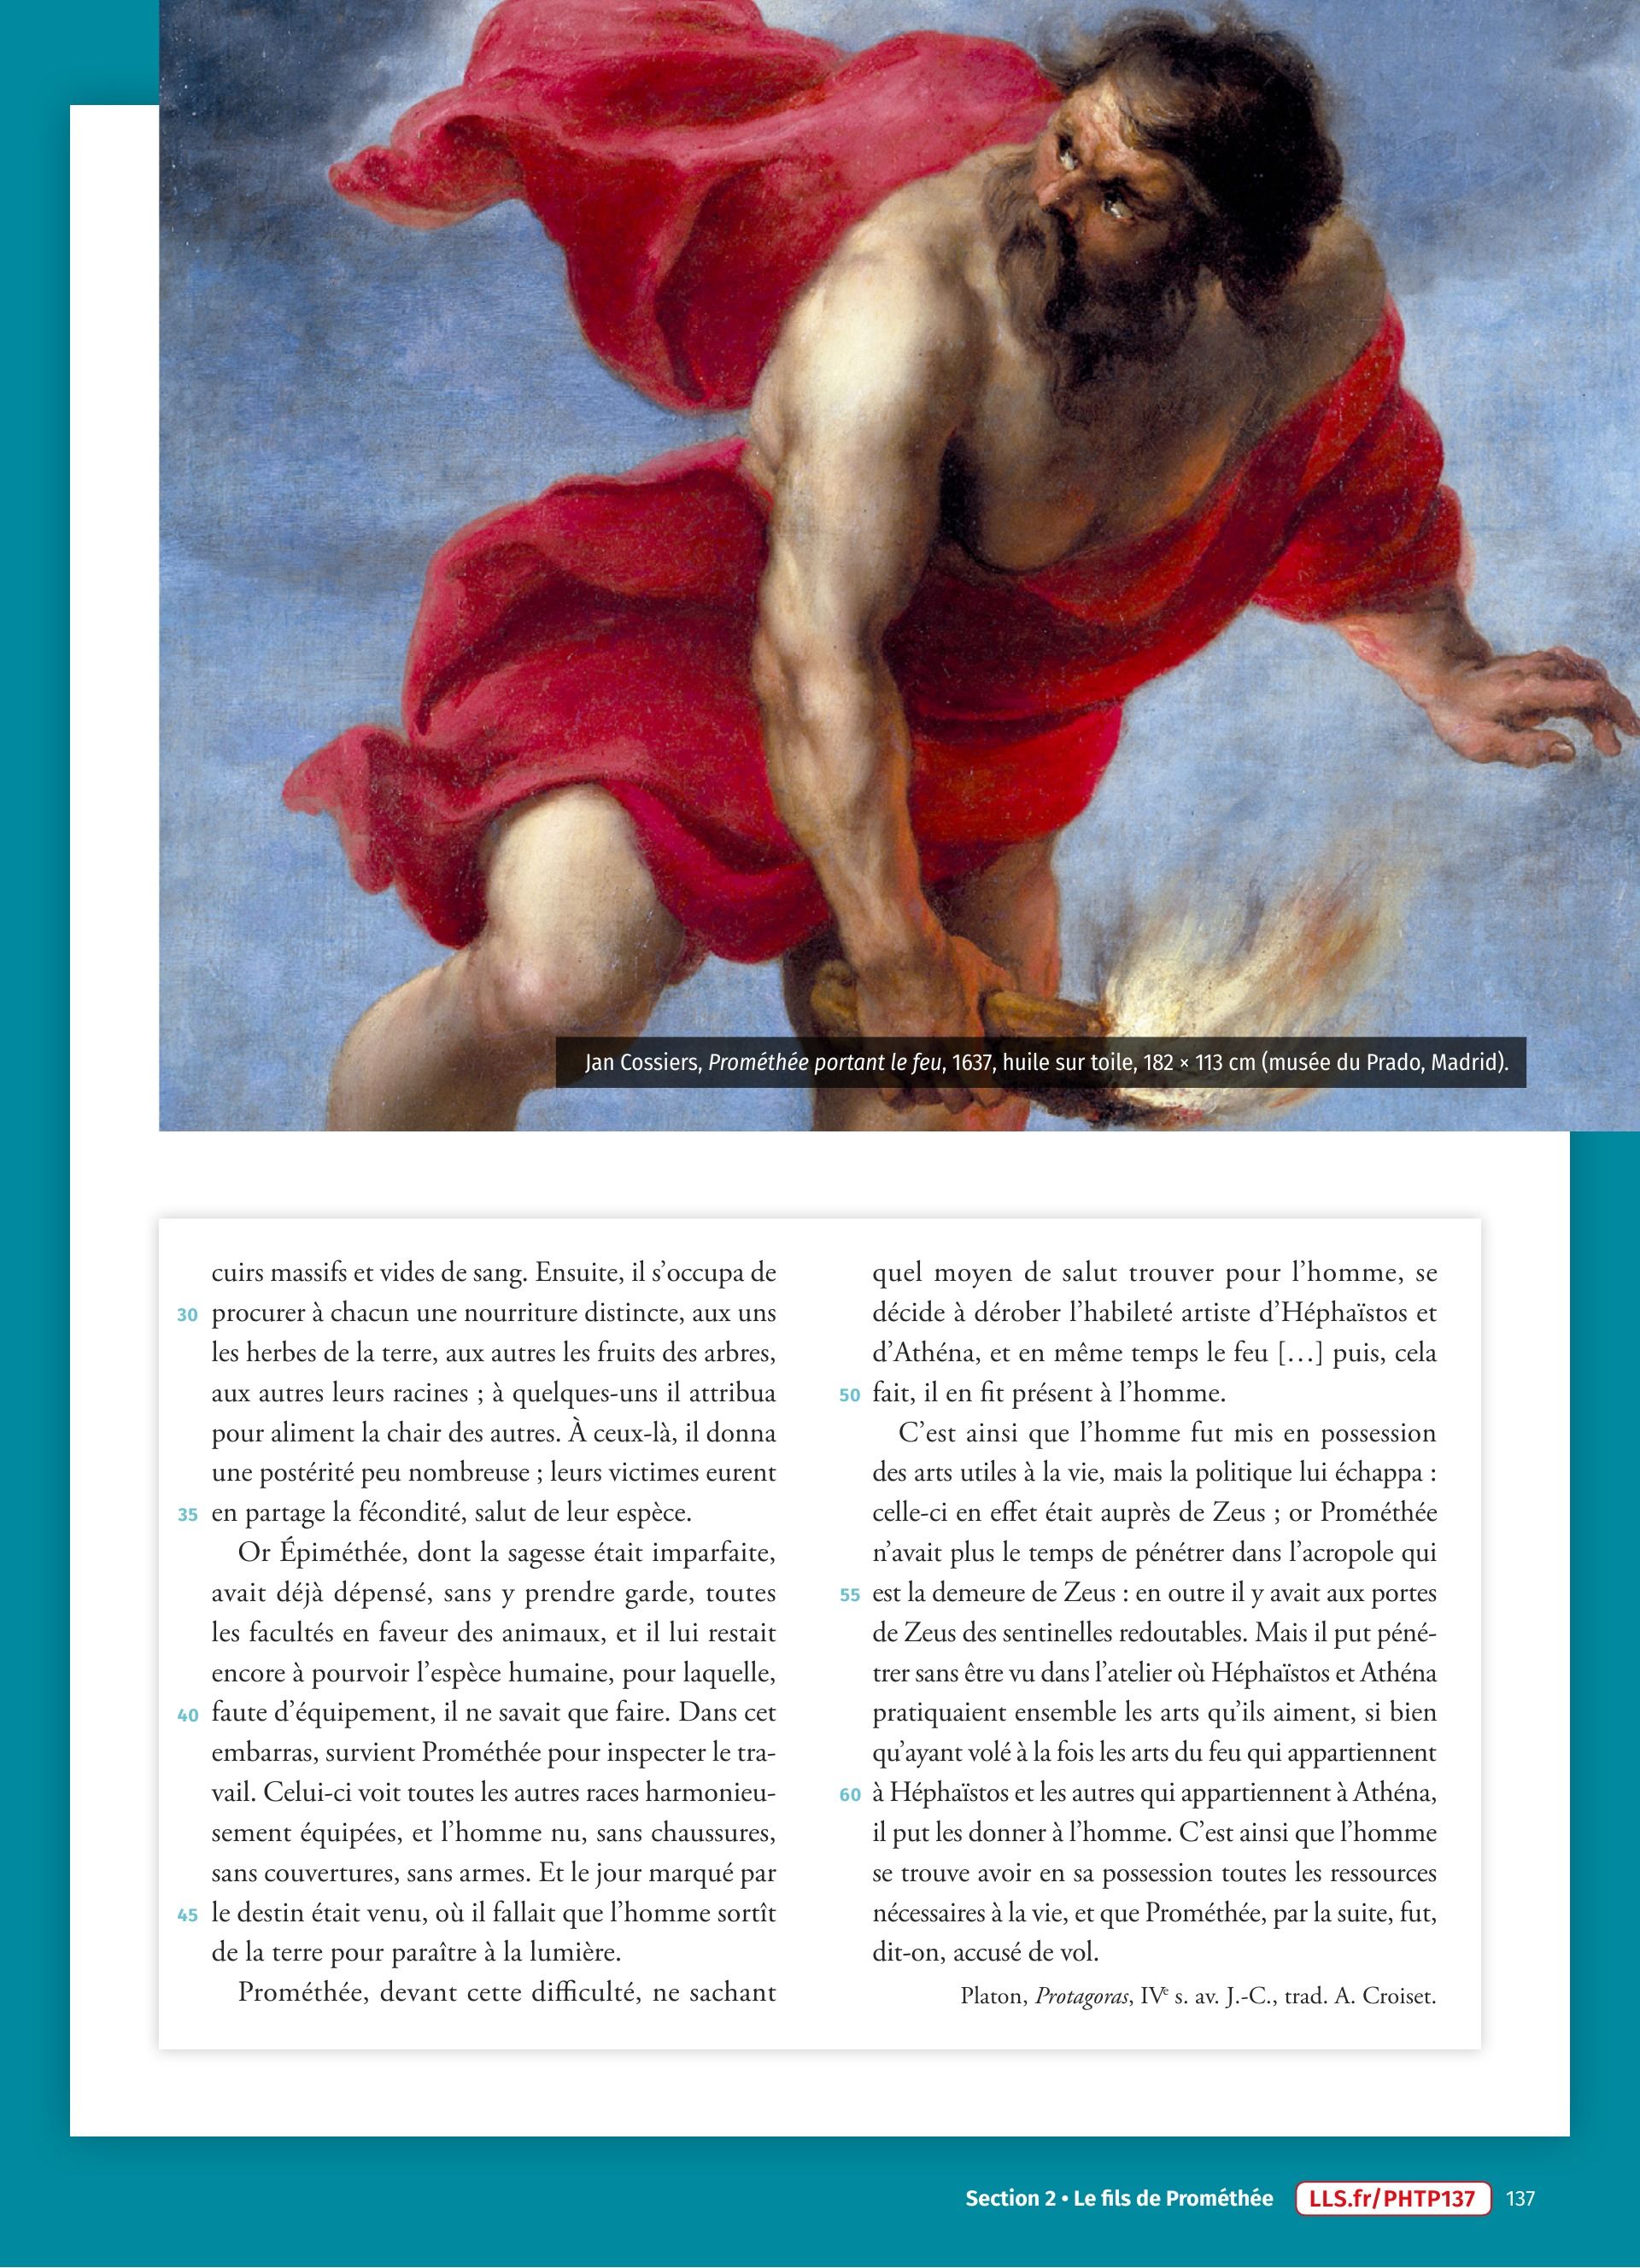 Jan Cossiers, Prométhée portant le feu, 1637, huile sur toile, 182 × 113 cm (musée du Prado, Madrid).
cuirs massifs et vides de sang. Ensuite, il s’occupa de
30 procurer à chacun une nourriture distincte, aux uns
les herbes de la terre, aux autres les fruits des arbres,
aux autres leurs racines ; à quelques-uns il attribua
pour aliment la chair des autres. À ceux-là, il donna
une postérité peu nombreuse ; leurs victimes eurent
35 en partage la fécondité, salut de leur espèce.
Or Épiméthée, dont la sagesse était imparfaite,
avait déjà dépensé, sans y prendre garde, toutes
les facultés en faveur des animaux, et il lui restait
encore à pourvoir l’espèce humaine, pour laquelle,
40 faute d’équipement, il ne savait que faire. Dans cet
embarras, survient Prométhée pour inspecter le tra-
vail. Celui-ci voit toutes les autres races harmonieu-
sement équipées, et l’homme nu, sans chaussures,
sans couvertures, sans armes. Et le jour marqué par
45 le destin était venu, où il fallait que l’homme sortît
de la terre pour paraître à la lumière.
Prométhée, devant cette difficulté, ne sachant
quel moyen de salut trouver pour l’homme, se
décide à dérober l’habileté artiste d’Héphaïstos et
d’Athéna, et en même temps le feu […] puis, cela
50 fait, il en fit présent à l’homme.
C’est ainsi que l’homme fut mis en possession
des arts utiles à la vie, mais la politique lui échappa :
celle-ci en effet était auprès de Zeus ; or Prométhée
n’avait plus le temps de pénétrer dans l’acropole qui
55 est la demeure de Zeus : en outre il y avait aux portes
de Zeus des sentinelles redoutables. Mais il put péné-
trer sans être vu dans l’atelier où Héphaïstos et Athéna
pratiquaient ensemble les arts qu’ils aiment, si bien
qu’ayant volé à la fois les arts du feu qui appartiennent
60 à Héphaïstos et les autres qui appartiennent à Athéna,
il put les donner à l’homme. C’est ainsi que l’homme
se trouve avoir en sa possession toutes les ressources
nécessaires à la vie, et que Prométhée, par la suite, fut,
dit-on, accusé de vol.
Platon, Protagoras, IVe s. av. J.-C., trad. A. Croiset.
Section 2 • Le fils de Prométhée LLS.fr/PHTP137 137